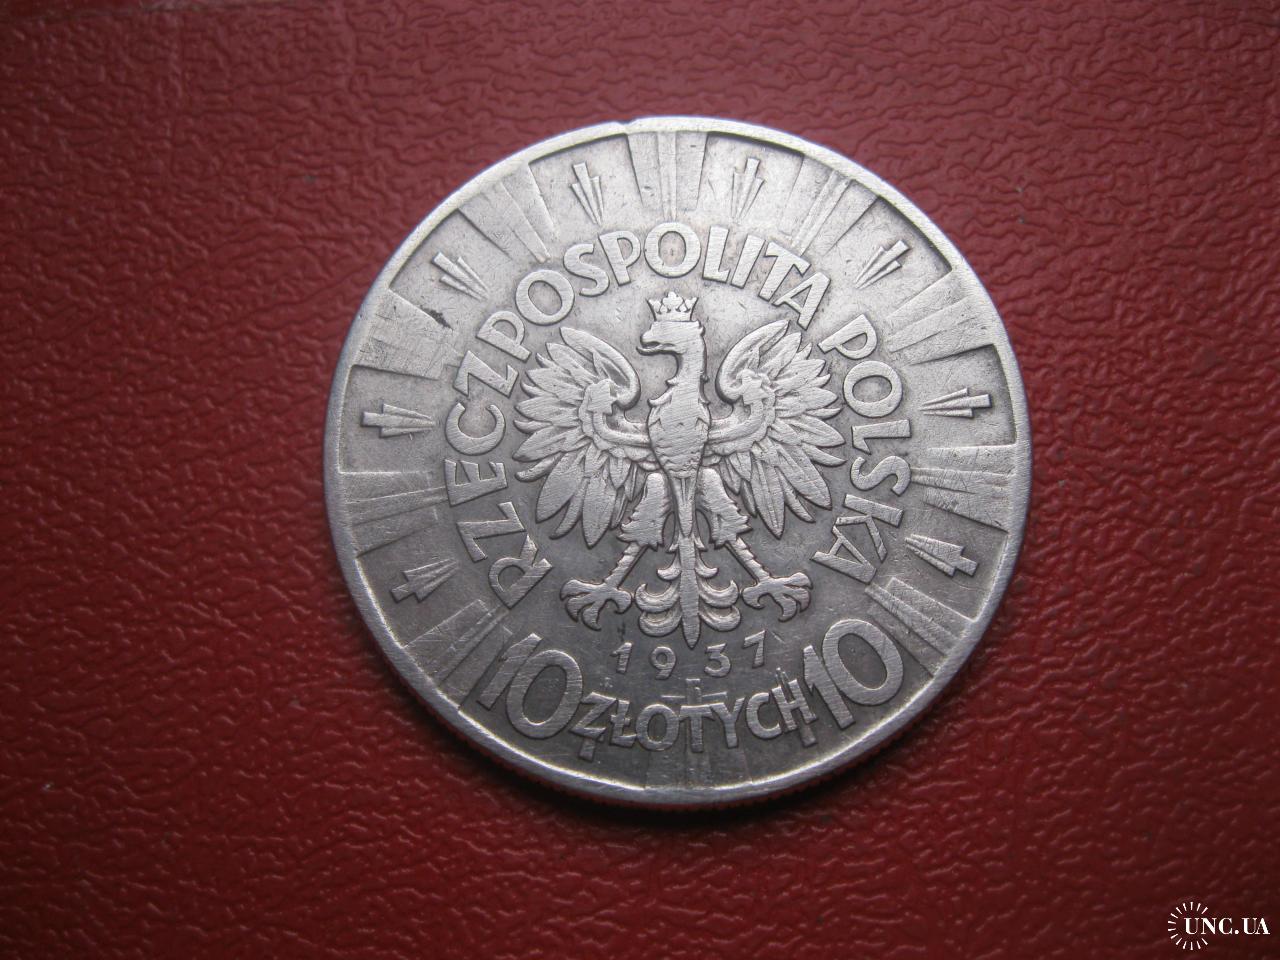 RZECZPOSPOLITA POLSKA
1937
10 ZŁOTYCH 10
UNC.UA